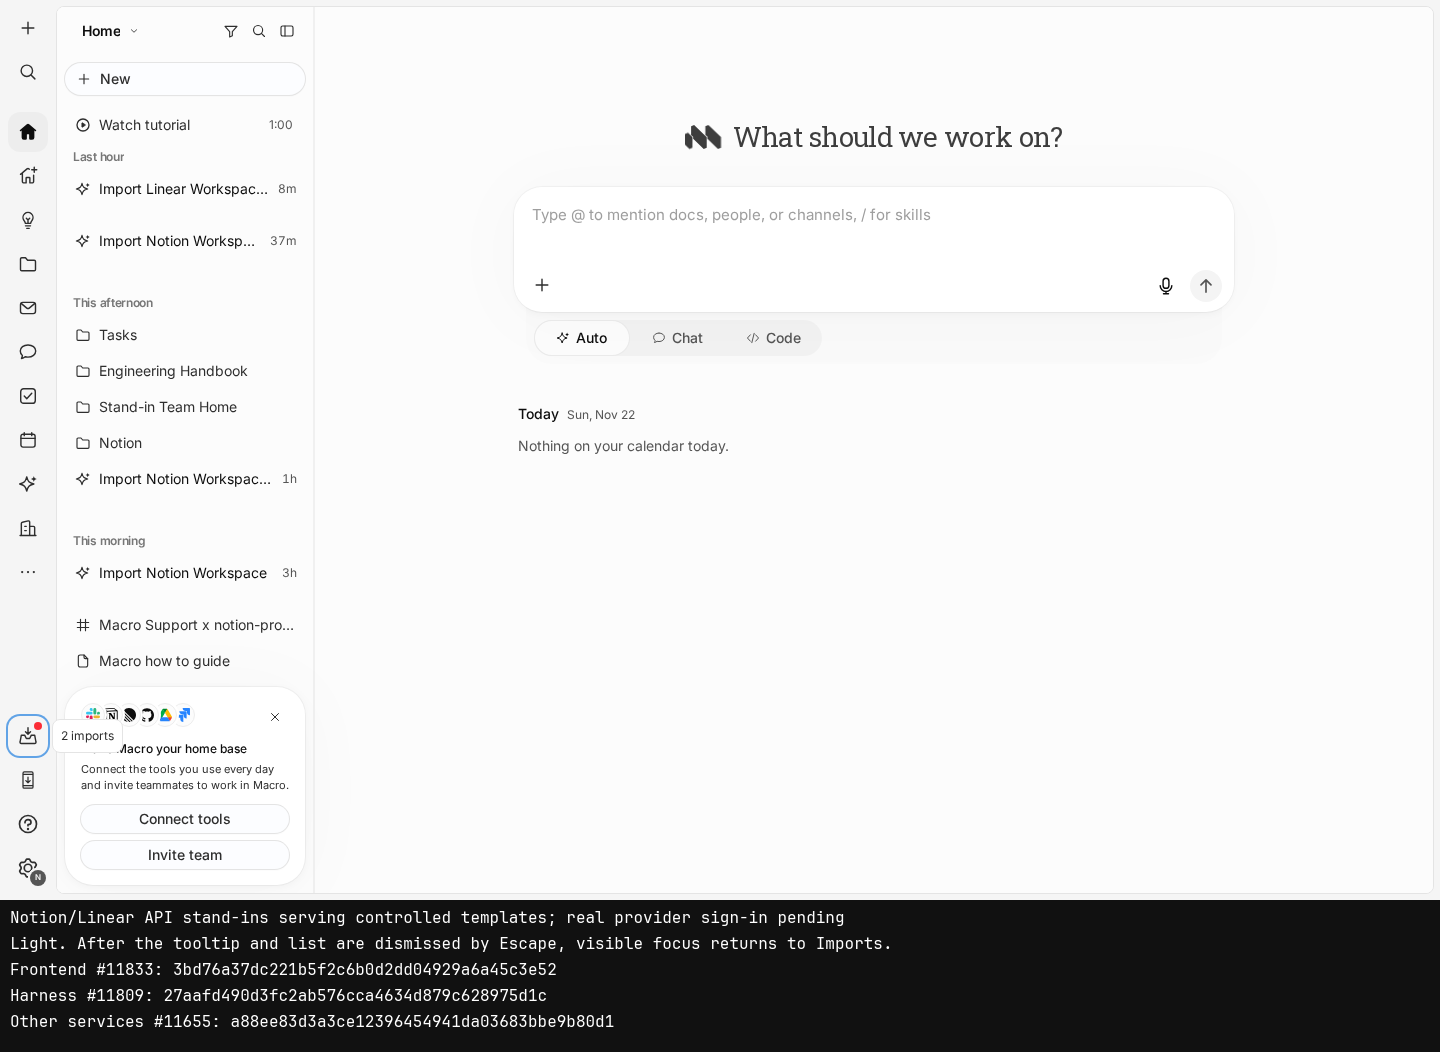 Home
New
Watch tutorial 1:00
Last hour
Import Linear Workspac... 8m
Import Notion Worksp... 37m
This afternoon
Tasks
Engineering Handbook
Stand-in Team Home
Notion
Import Notion Workspac... 1h
This morning
Import Notion Workspace 3h
Macro Support x notion-pro...
Macro how to guide
2 imports
Macro your home base
Connect the tools you use every day
and invite teammates to work in Macro.
Connect tools
Invite team
N
What should we work on?
Type @ to mention docs, people, or channels, / for skills
Auto Chat Code
Today Sun, Nov 22
Nothing on your calendar today.
Notion/Linear API stand-ins serving controlled templates; real provider sign-in pending
Light. After the tooltip and list are dismissed by Escape, visible focus returns to Imports.
Frontend #11833: 3bd76a37dc221b5f2c6b0d2dd04929a6a45c3e52
Harness #11809: 27aafd490d3fc2ab576cca4634d879c628975d1c
Other services #11655: a88ee83d3a3ce12396454941da03683bbe9b80d1